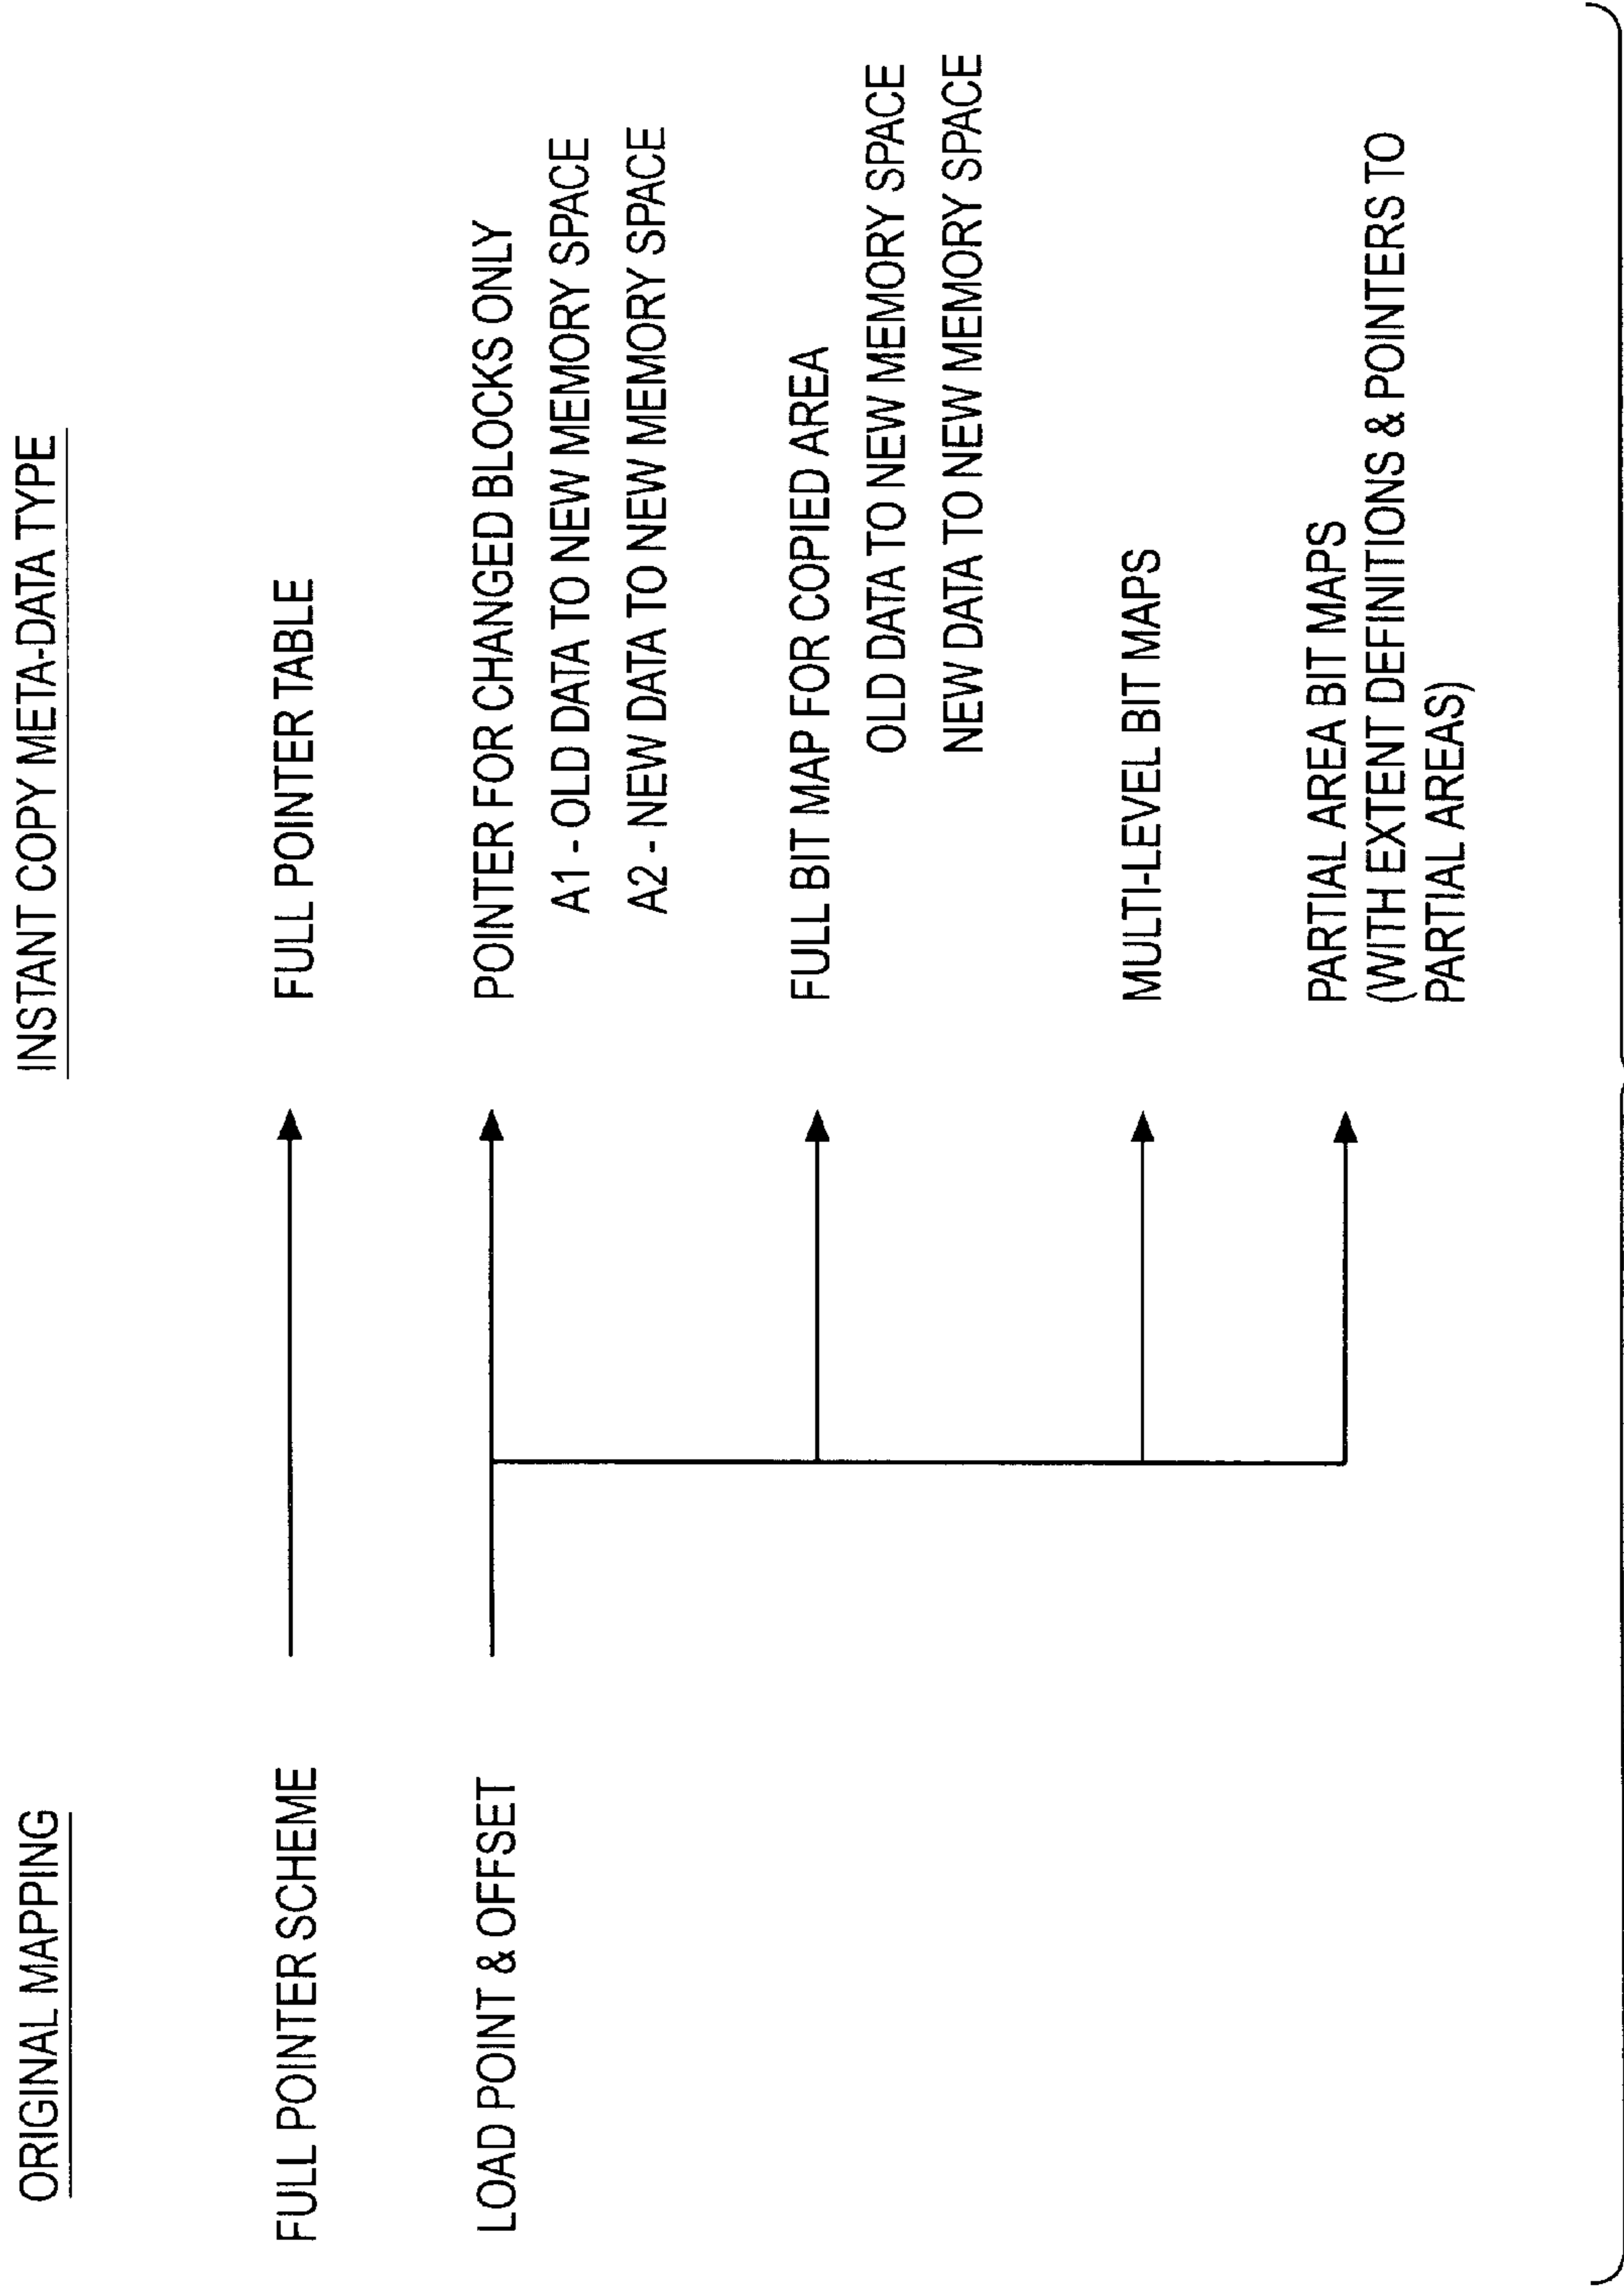 ORIGINAL MAPPING
INSTANT COPY META-DATA TYPE
FULL POINTER SCHEME
FULL POINTER TABLE
LOAD POINT & OFFSET
POINTER FOR CHANGED BLOCKS ONLY
A1 - OLD DATA TO NEW MEMORY SPACE
A2 - NEW DATA TO NEW MEMORY SPACE
FULL BIT MAP FOR COPIED AREA
OLD DATA TO NEW MEMORY SPACE
NEW DATA TO NEW MEMORY SPACE
MULTI-LEVEL BIT MAPS
PARTIAL AREA BIT MAPS
(WITH EXTENT DEFINITIONS & POINTERS TO
PARTIAL AREAS)